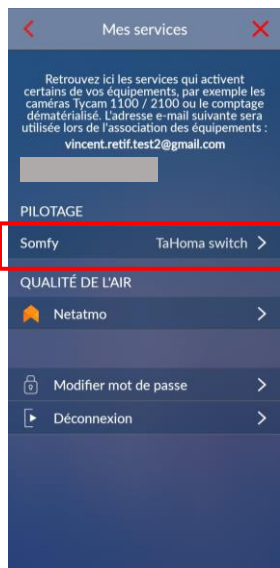 Mes services
Retrouvez ici les services qui activent
certains de vos équipements, par exemple les
caméras Tycam 1100 / 2100 ou le comptage
dématérialisé. L'adresse e-mail suivante sera
utilisée lors de l'association des équipements :
vincent.retif.test2@gmail.com
PILOTAGE
Somfy TaHoma switch
QUALITÉ DE L'AIR
Netatmo
Modifier mot de passe
Déconnexion